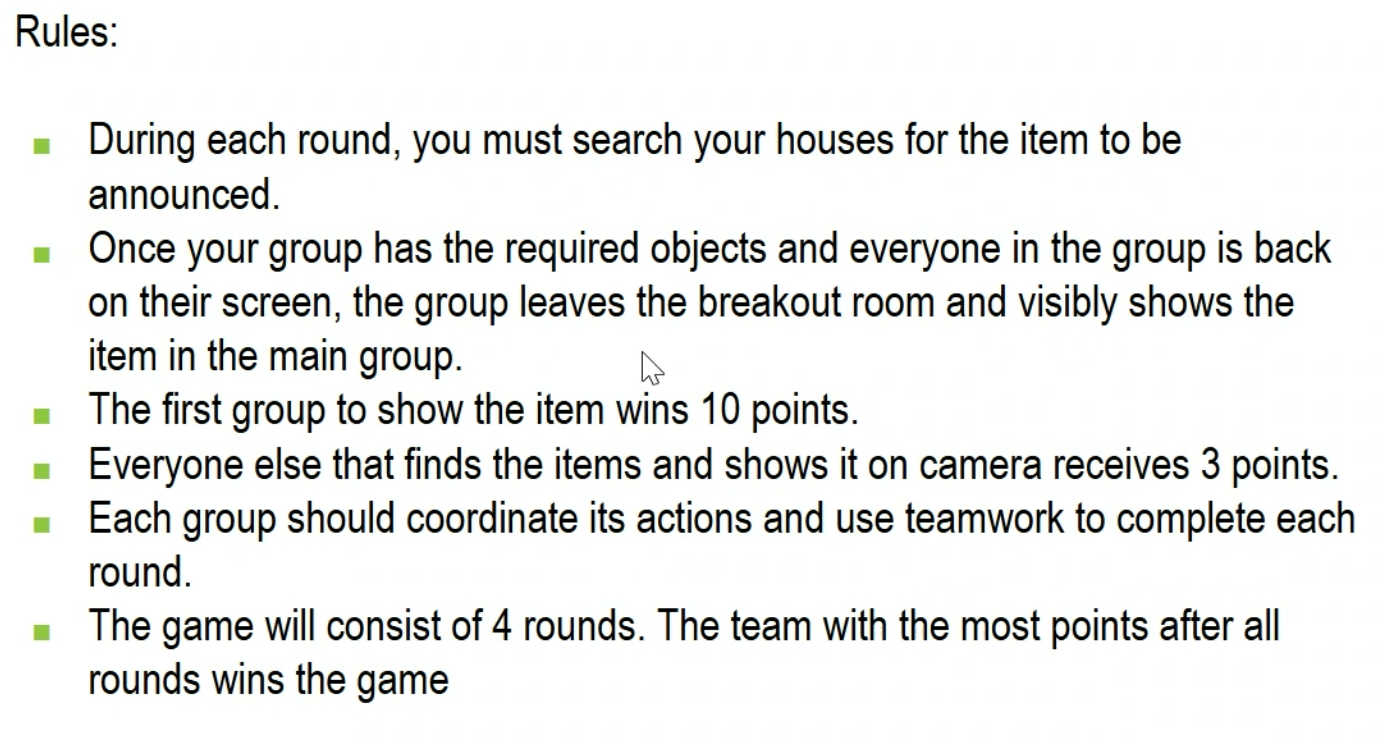 Rules:
During each round, you must search your houses for the item to be
announced.
Once your group has the required objects and everyone in the group is back
on their screen, the group leaves the breakout room and visibly shows the
item in the main group.
The first group to show the item wins 10 points.
Everyone else that finds the items and shows it on camera receives 3 points.
Each group should coordinate its actions and use teamwork to complete each
round.
The game will consist of 4 rounds. The team with the most points after all
rounds wins the game